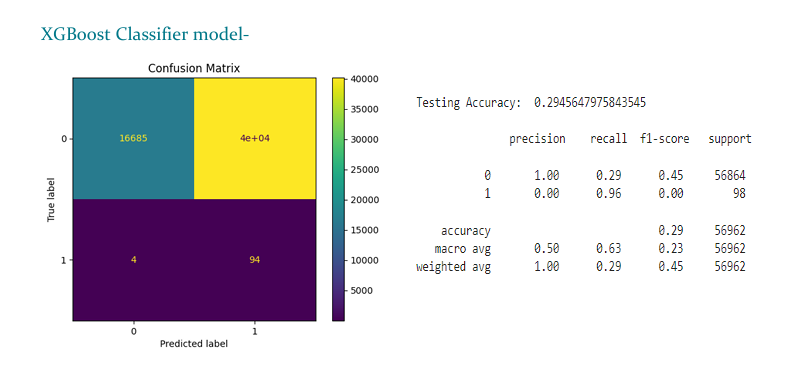 XGBoost Classifier model-
Confusion Matrix
True label
0
1
16685
4e+04
4
94
0
1
Predicted label
40000
35000
30000
25000
20000
15000
10000
5000
Testing Accuracy: 0.2945647975843545
precision recall f1-score support
0 1.00 0.29 0.45 56864
1 0.00 0.96 0.00 98
accuracy 0.29 56962
macro avg 0.50 0.63 0.23 56962
weighted avg 1.00 0.29 0.45 56962